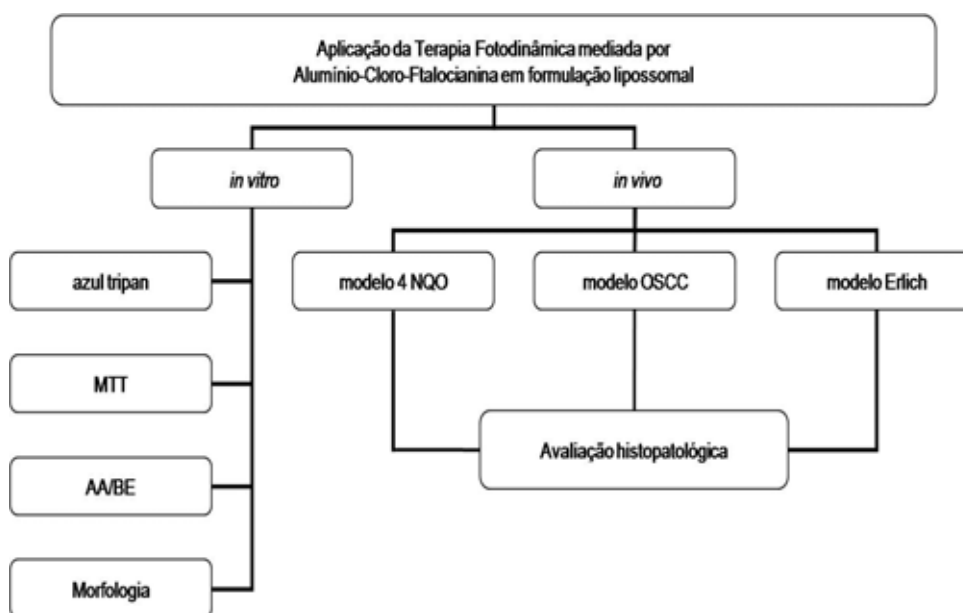 Aplicação da Terapia Fotodinâmica mediada por
Alumínio-Cloro-Ftalocianina em formulação lipossomal
in vitro
in vivo
azul tripan
modelo 4 NQO
modelo OSCC
modelo Erlich
MTT
Avaliação histopatológica
AA/BE
Morfologia